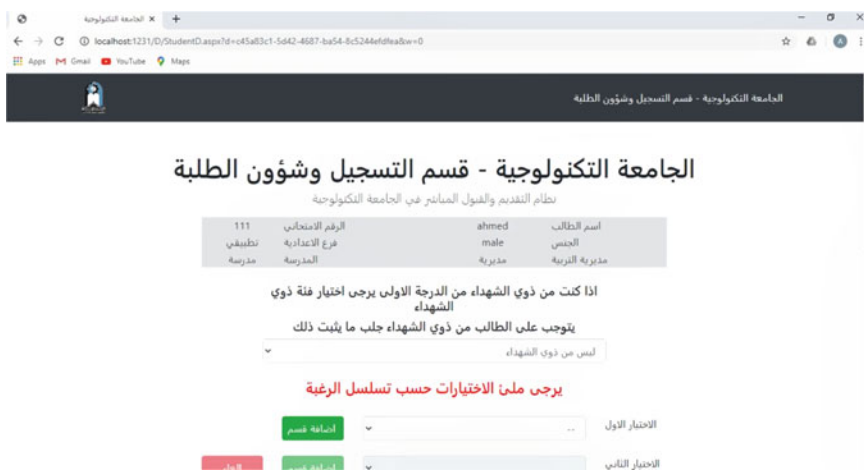 الجامعة التكنولوجية
localhost:1231/D/StudentD.aspx?d=c45a83c1-5d42-4687-ba54-8c5244efdfea&w=0
Apps Gmail YouTube Maps
الجامعة التكنولوجية - قسم التسجيل وشؤون الطلبة
الجامعة التكنولوجية - قسم التسجيل وشؤون الطلبة
نظام التقديم والقبول المباشر في الجامعة التكنولوجية
اسم الطالب ahmed الرقم الامتحاني 111
الجنس male فرع الاعدادية تطبيقي
مديرية التربية مديرية المدرسة مدرسة
اذا كنت من ذوي الشهداء من الدرجة الاولى يرجى اختيار فئة ذوي
الشهداء
يتوجب على الطالب من ذوي الشهداء جلب ما يثبت ذلك
ليس من ذوي الشهداء
يرجى ملئ الاختيارات حسب تسلسل الرغبة
الاختيار الاول -- اضافة قسم
الاختيار الثاني اضافة قسم الغاء